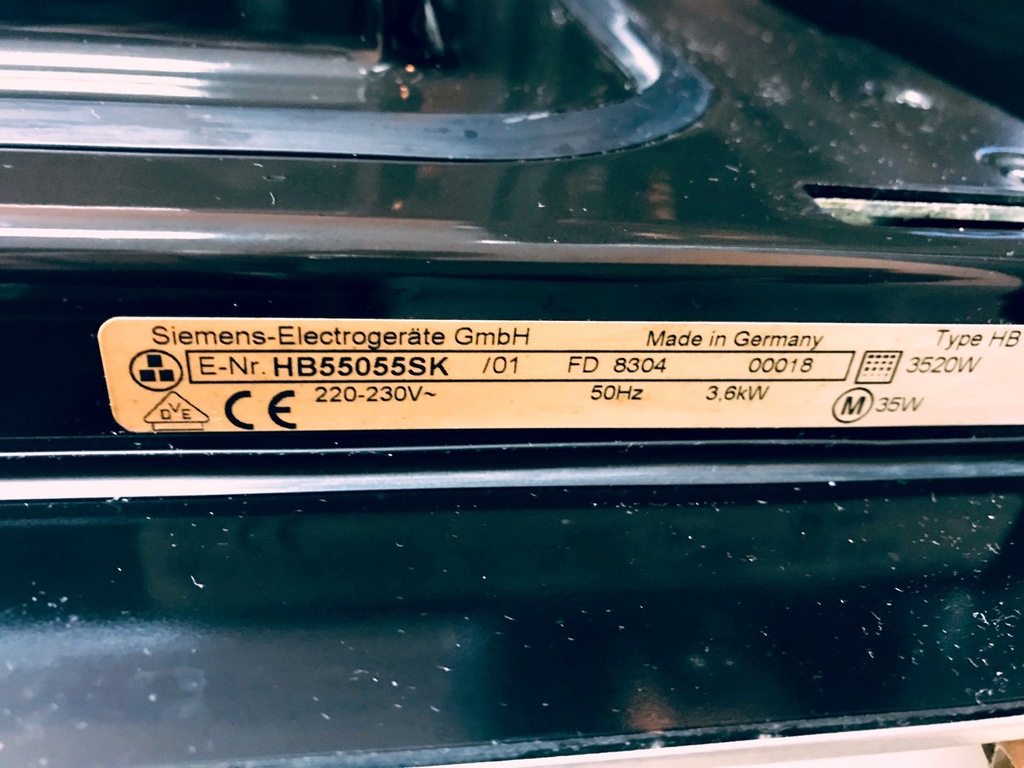 Siemens-Electrogeräte GmbH Made in Germany Type HB
E-Nr. HB55055SK /01 FD 8304 00018 3520W
220-230V~ 50Hz 3,6kW M 35W
DVE CE